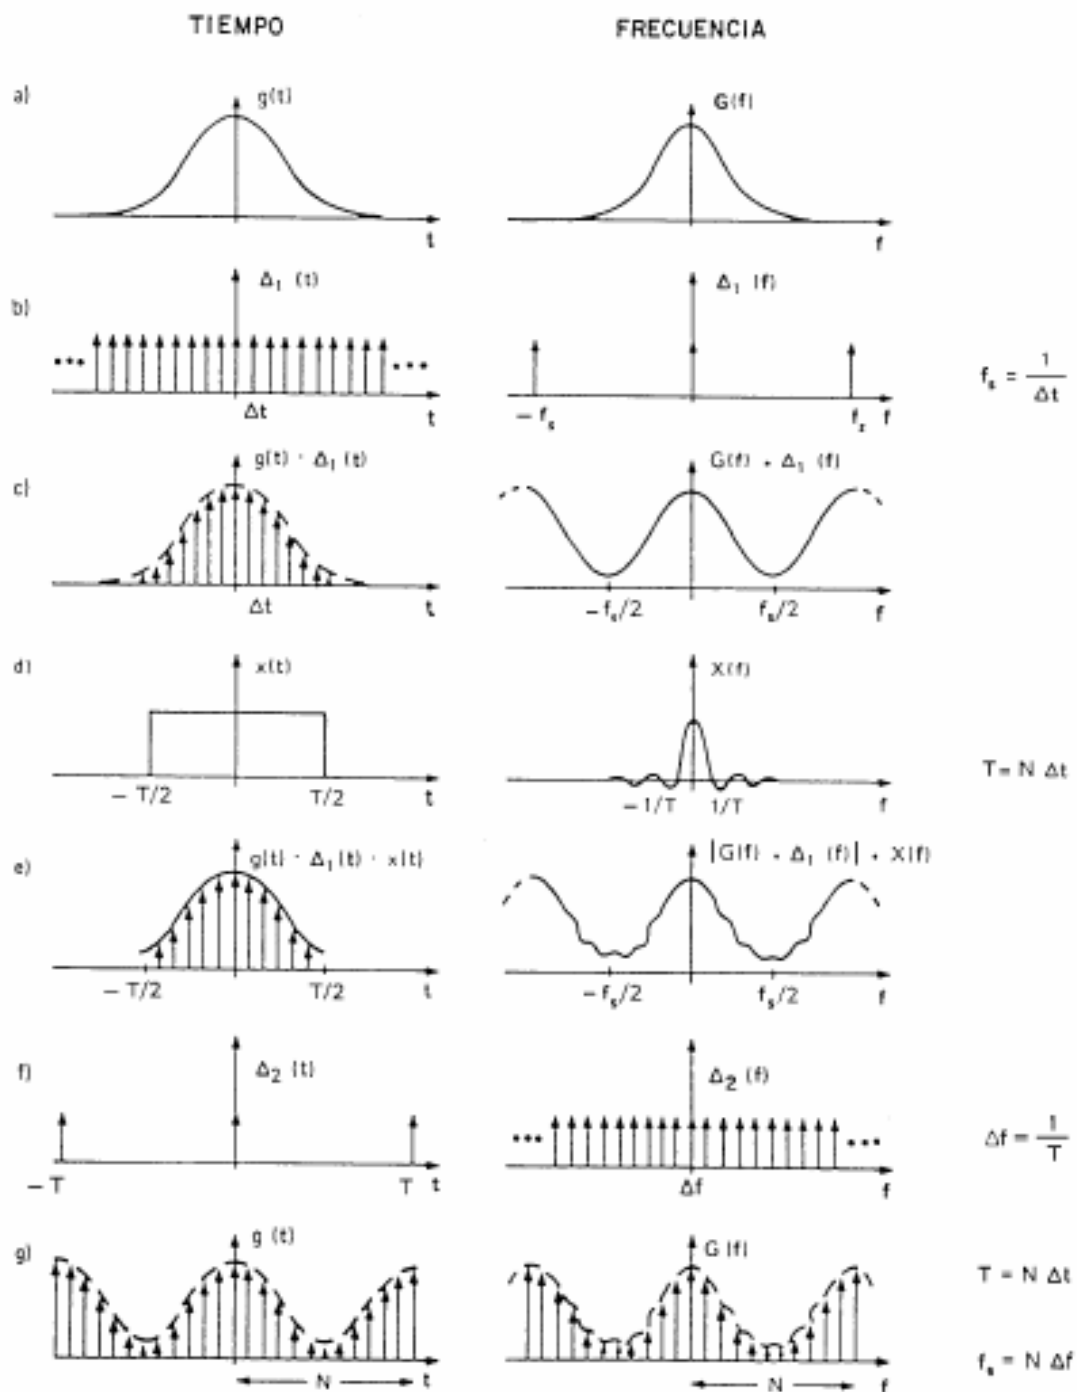 TIEMPO FRECUENCIA
a) g(t) G(f)
t f
b) Δ₁ (t) Δ₁ (f)
fₛ = 1/Δt
Δt t −fₛ fₛ f
c) g(t) · Δ₁ (t) G(f) * Δ₁ (f)
Δt t −fₛ/2 fₛ/2 f
d) x(t) X(f)
T = N Δt
−T/2 T/2 t −1/T 1/T f
e) g(t) · Δ₁(t) · x(t) |G(f) * Δ₁ (f)| * X(f)
−T/2 T/2 t −fₛ/2 fₛ/2 f
f) Δ₂ (t) Δ₂ (f)
Δf = 1/T
−T T t Δf f
g) g (t) G (f)
T = N Δt
N t N f
fₛ = N Δf